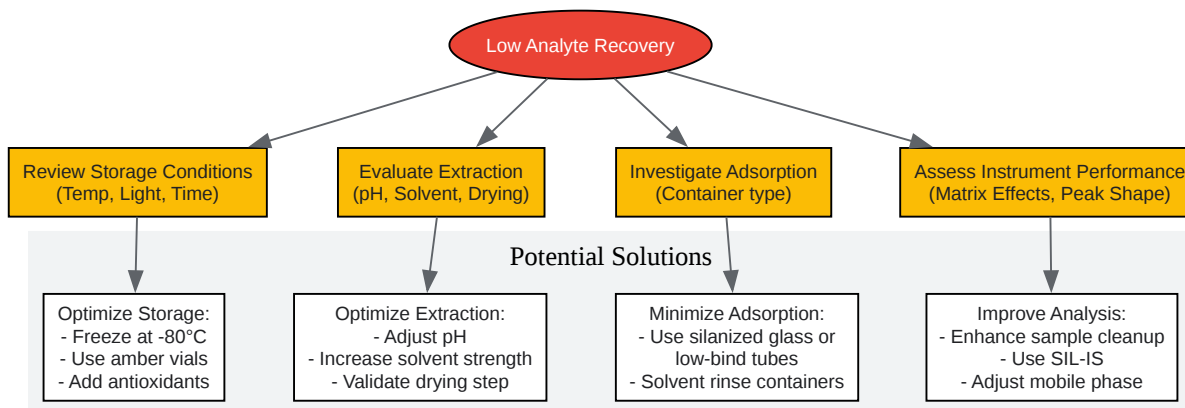 Low Analyte Recovery
Review Storage Conditions
(Temp, Light, Time)
Evaluate Extraction
(pH, Solvent, Drying)
Investigate Adsorption
(Container type)
Assess Instrument Performance
(Matrix Effects, Peak Shape)
Potential Solutions
Optimize Storage:
- Freeze at -80°C
- Use amber vials
- Add antioxidants
Optimize Extraction:
- Adjust pH
- Increase solvent strength
- Validate drying step
Minimize Adsorption:
- Use silanized glass or
low-bind tubes
- Solvent rinse containers
Improve Analysis:
- Enhance sample cleanup
- Use SIL-IS
- Adjust mobile phase